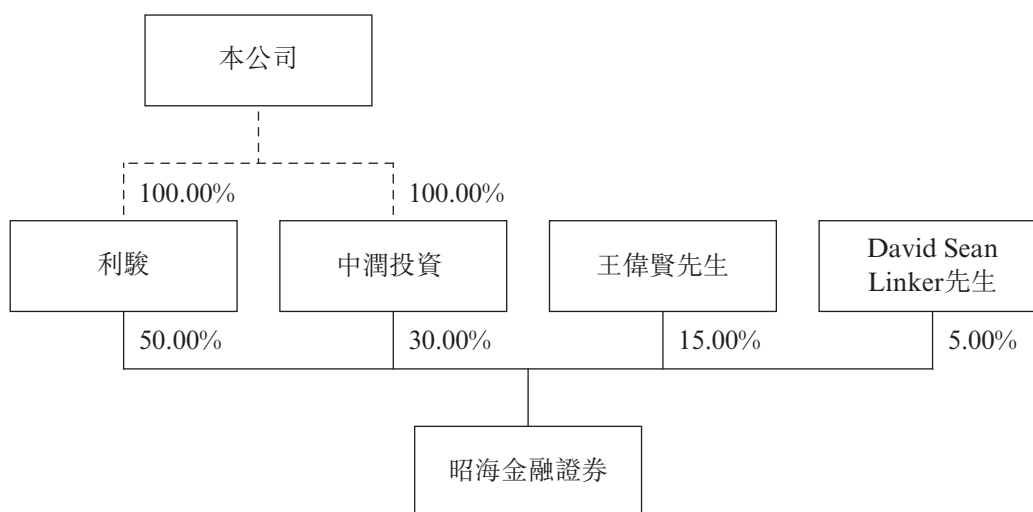 本公司
100.00%
100.00%
利駿
中潤投資
王偉賢先生
David Sean
Linker先生
50.00%
30.00%
15.00%
5.00%
昭海金融證券